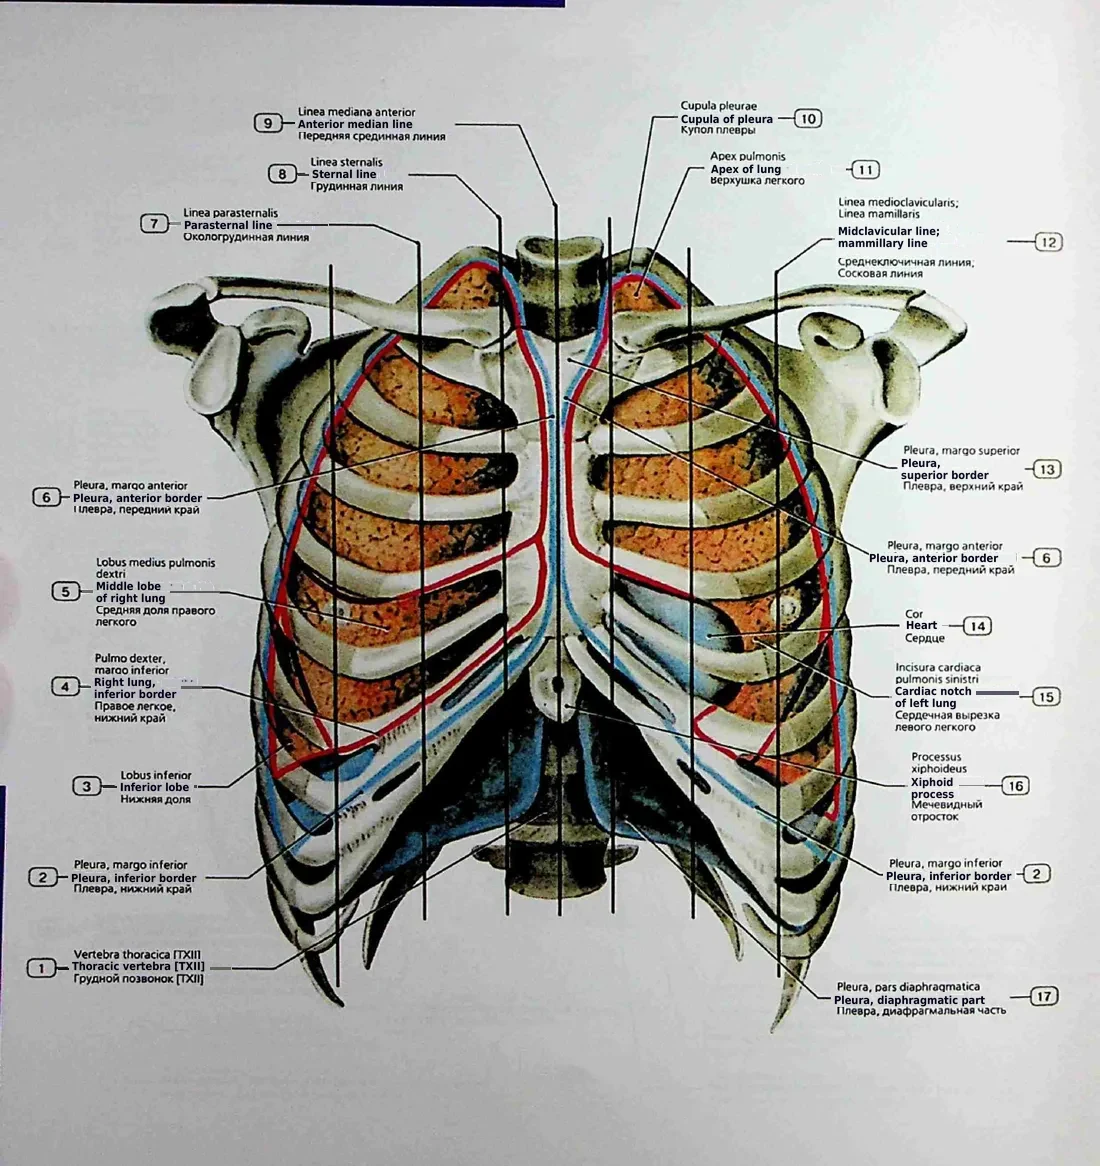 Linea mediana anterior
9 Anterior median line
Передняя срединная линия
Linea sternalis
8 Sternal line
Грудинная линия
Linea parasternalis
7 Parasternal line
Окологрудинная линия
Cupula pleurae
Cupula of pleura 10
Купол плевры
Apex pulmonis
Apex of lung 11
Верхушка легкого
Linea medioclavicularis;
Linea mamillaris
Midclavicular line;
mammillary line 12
Среднеключичная линия;
Сосковая линия
Pleura, margo superior
Pleura,
superior border 13
Плевра, верхний край
Pleura, margo anterior
6 Pleura, anterior border
Плевра, передний край
Pleura, margo anterior
Pleura, anterior border 6
Плевра, передний край
Lobus medius pulmonis
dextri
5 Middle lobe
of right lung
Средняя доля правого
легкого
Cor
Heart 14
Сердце
Pulmo dexter,
margo inferior
4 Right lung,
inferior border
Правое легкое,
нижний край
Incisura cardiaca
pulmonis sinistri
Cardiac notch 15
of left lung
Сердечная вырезка
левого легкого
Lobus inferior
3 Inferior lobe
Нижняя доля
Processus
xiphoideus
Xiphoid 16
process
Мечевидный
отросток
Pleura, margo inferior
2 Pleura, inferior border
Плевра, нижний край
Pleura, margo inferior
Pleura, inferior border 2
Плевра, нижний край
Vertebra thoracica [TXII]
1 Thoracic vertebra [TXII]
Грудной позвонок [TXII]
Pleura, pars diaphragmatica
Pleura, diaphragmatic part 17
Плевра, диафрагмальная часть